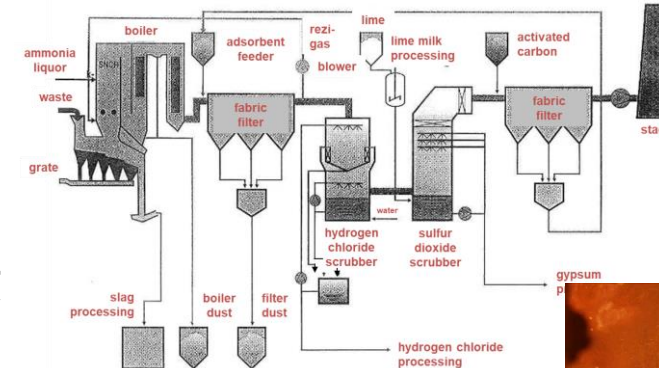 boiler
ammonia
liquor
SNCR
waste
grate
adsorbent
feeder
rezi-
gas
blower
lime
lime milk
processing
activated
carbon
fabric
filter
fabric
filter
water
hydrogen
chloride
scrubber
sulfur
dioxide
scrubber
slag
processing
boiler
dust
filter
dust
gypsum
hydrogen chloride
processing